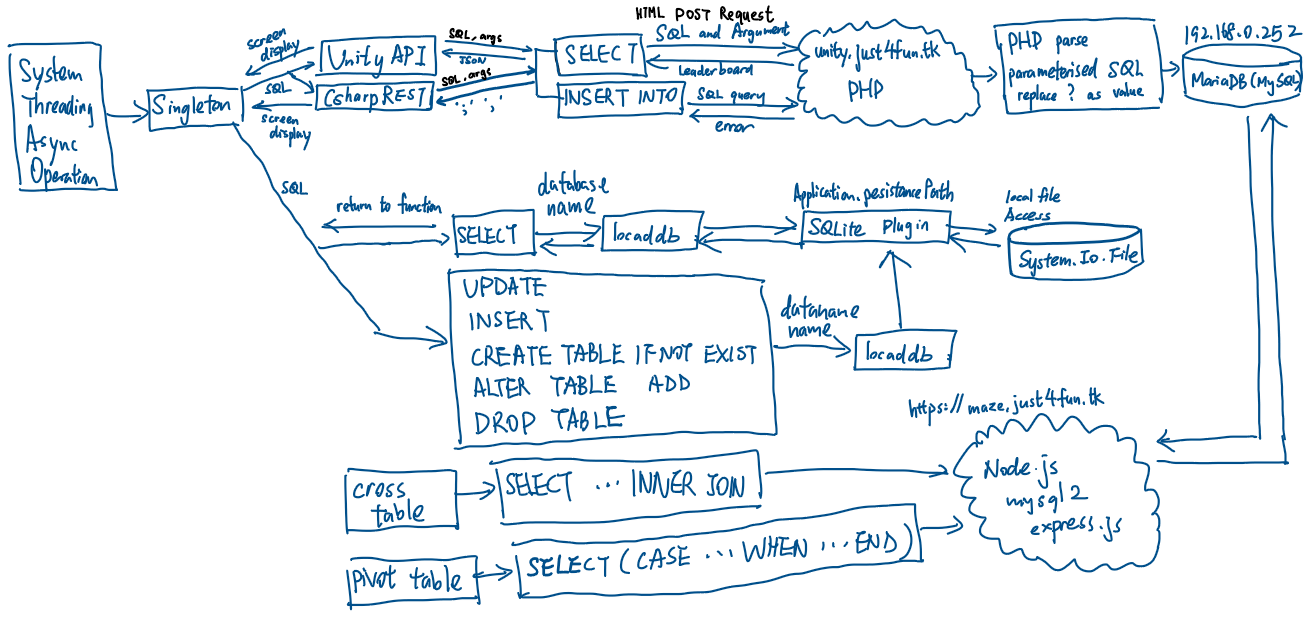 System
Threading
Async
Operation
Singleton
screen
display
SQL
screen
display
Unity API
Csharp REST
SQL, args
JSON
SQL, args
; ; ; ;
SELECT
INSERT INTO
HTML POST Request
SQL and Argument
Leaderboard
SQL query
error
unity.just4fun.tk
PHP
PHP parse
parameterised SQL
replace ? as value
192.168.0.252
MariaDB (MySQL)
SQL
return to function
SELECT
database
name
locaddb
Application.pesistancePath
SQLite Plugin
local file
Access
System.Io.File
UPDATE
INSERT
CREATE TABLE IF NOT EXIST
ALTER TABLE ADD
DROP TABLE
dataname
name
locaddb
https://maze.just4fun.tk
Node.js
mysql2
express.js
cross
table
SELECT ... INNER JOIN
Pivot table
SELECT (CASE ... WHEN ... END)